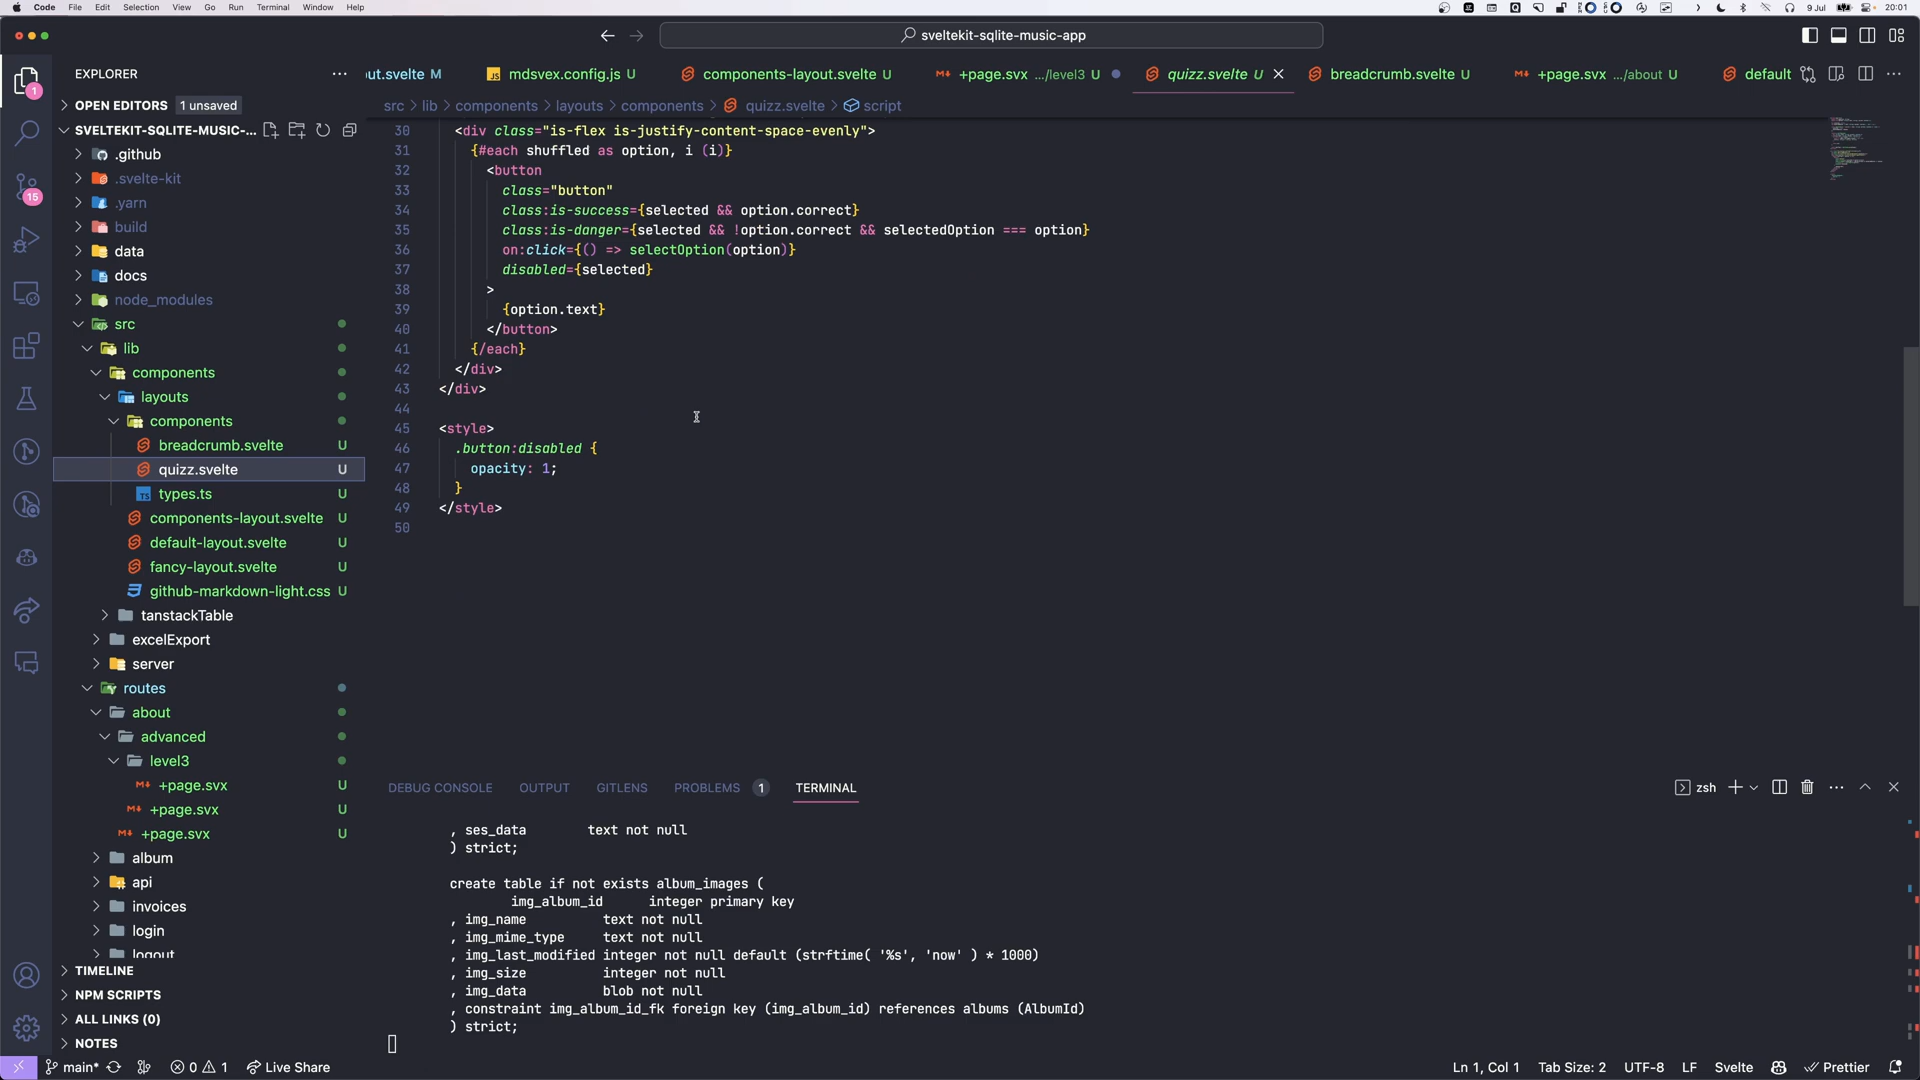 Code File Edit Selection View Go Run Terminal Window Help 9 Jul 20:01
sveltekit-sqlite-music-app
EXPLORER
out.svelte M
mdsvex.config.js U
components-layout.svelte U
+page.svx .../level3 U
quizz.svelte U
breadcrumb.svelte U
+page.svx .../about U
default
src > lib > components > layouts > components > quizz.svelte > script
OPEN EDITORS 1 unsaved
SVELTEKIT-SQLITE-MUSIC-...
.github
.svelte-kit
.yarn
build
data
docs
node_modules
src
lib
components
layouts
components
breadcrumb.svelte U
quizz.svelte U
types.ts U
components-layout.svelte U
default-layout.svelte U
fancy-layout.svelte U
github-markdown-light.css U
tanstackTable
excelExport
server
routes
about
advanced
level3
+page.svx U
+page.svx U
+page.svx U
album
api
invoices
login
logout
TIMELINE
NPM SCRIPTS
ALL LINKS (0)
NOTES
1
15
30 <div class="is-flex is-justify-content-space-evenly">
31 {#each shuffled as option, i (i)}
32 <button
33 class="button"
34 class:is-success={selected && option.correct}
35 class:is-danger={selected && !option.correct && selectedOption === option}
36 on:click={() => selectOption(option)}
37 disabled={selected}
38 >
39 {option.text}
40 </button>
41 {/each}
42 </div>
43 </div>
44
45 <style>
46 .button:disabled {
47 opacity: 1;
48 }
49 </style>
50
DEBUG CONSOLE OUTPUT GITLENS PROBLEMS 1 TERMINAL
zsh
, ses_data text not null
) strict;
create table if not exists album_images (
img_album_id integer primary key
, img_name text not null
, img_mime_type text not null
, img_last_modified integer not null default (strftime( '%s', 'now' ) * 1000)
, img_size integer not null
, img_data blob not null
, constraint img_album_id_fk foreign key (img_album_id) references albums (AlbumId)
) strict;
main* 0 1 Live Share
Ln 1, Col 1 Tab Size: 2 UTF-8 LF Svelte Prettier